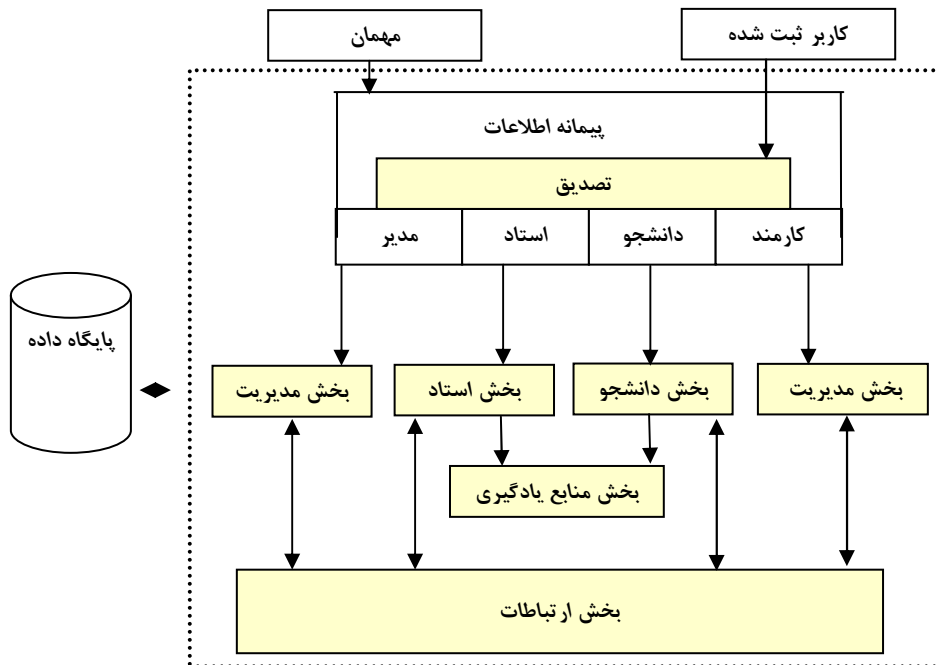 کاربر ثبت شده
مهمان
پیمانه اطلاعات
تصدیق
کارمند
دانشجو
استاد
مدیر
پایگاه داده
بخش مدیریت
بخش دانشجو
بخش استاد
بخش مدیریت
بخش منابع یادگیری
بخش ارتباطات